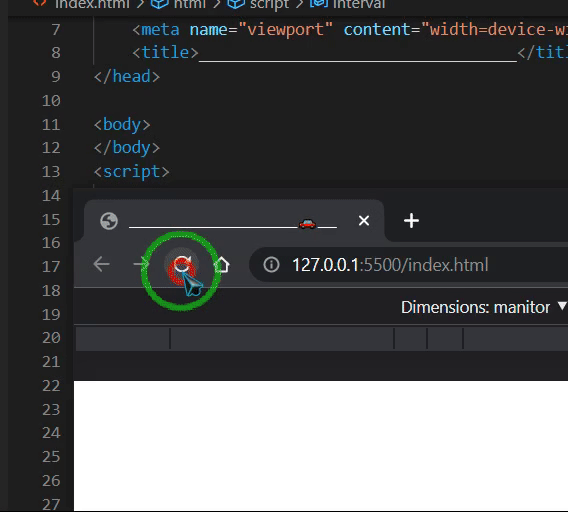 index.html > html > script > interval
7 <meta name="viewport" content="width=device-wi
8 <title>________________________________</titl
9 </head>
10
11 <body>
12 </body>
13 <script>
14
15 ___________________🚗__ × +
16
17 127.0.0.1:5500/index.html
18
19 Dimensions: manitor ▼
20
21
22
23
24
25
26
27